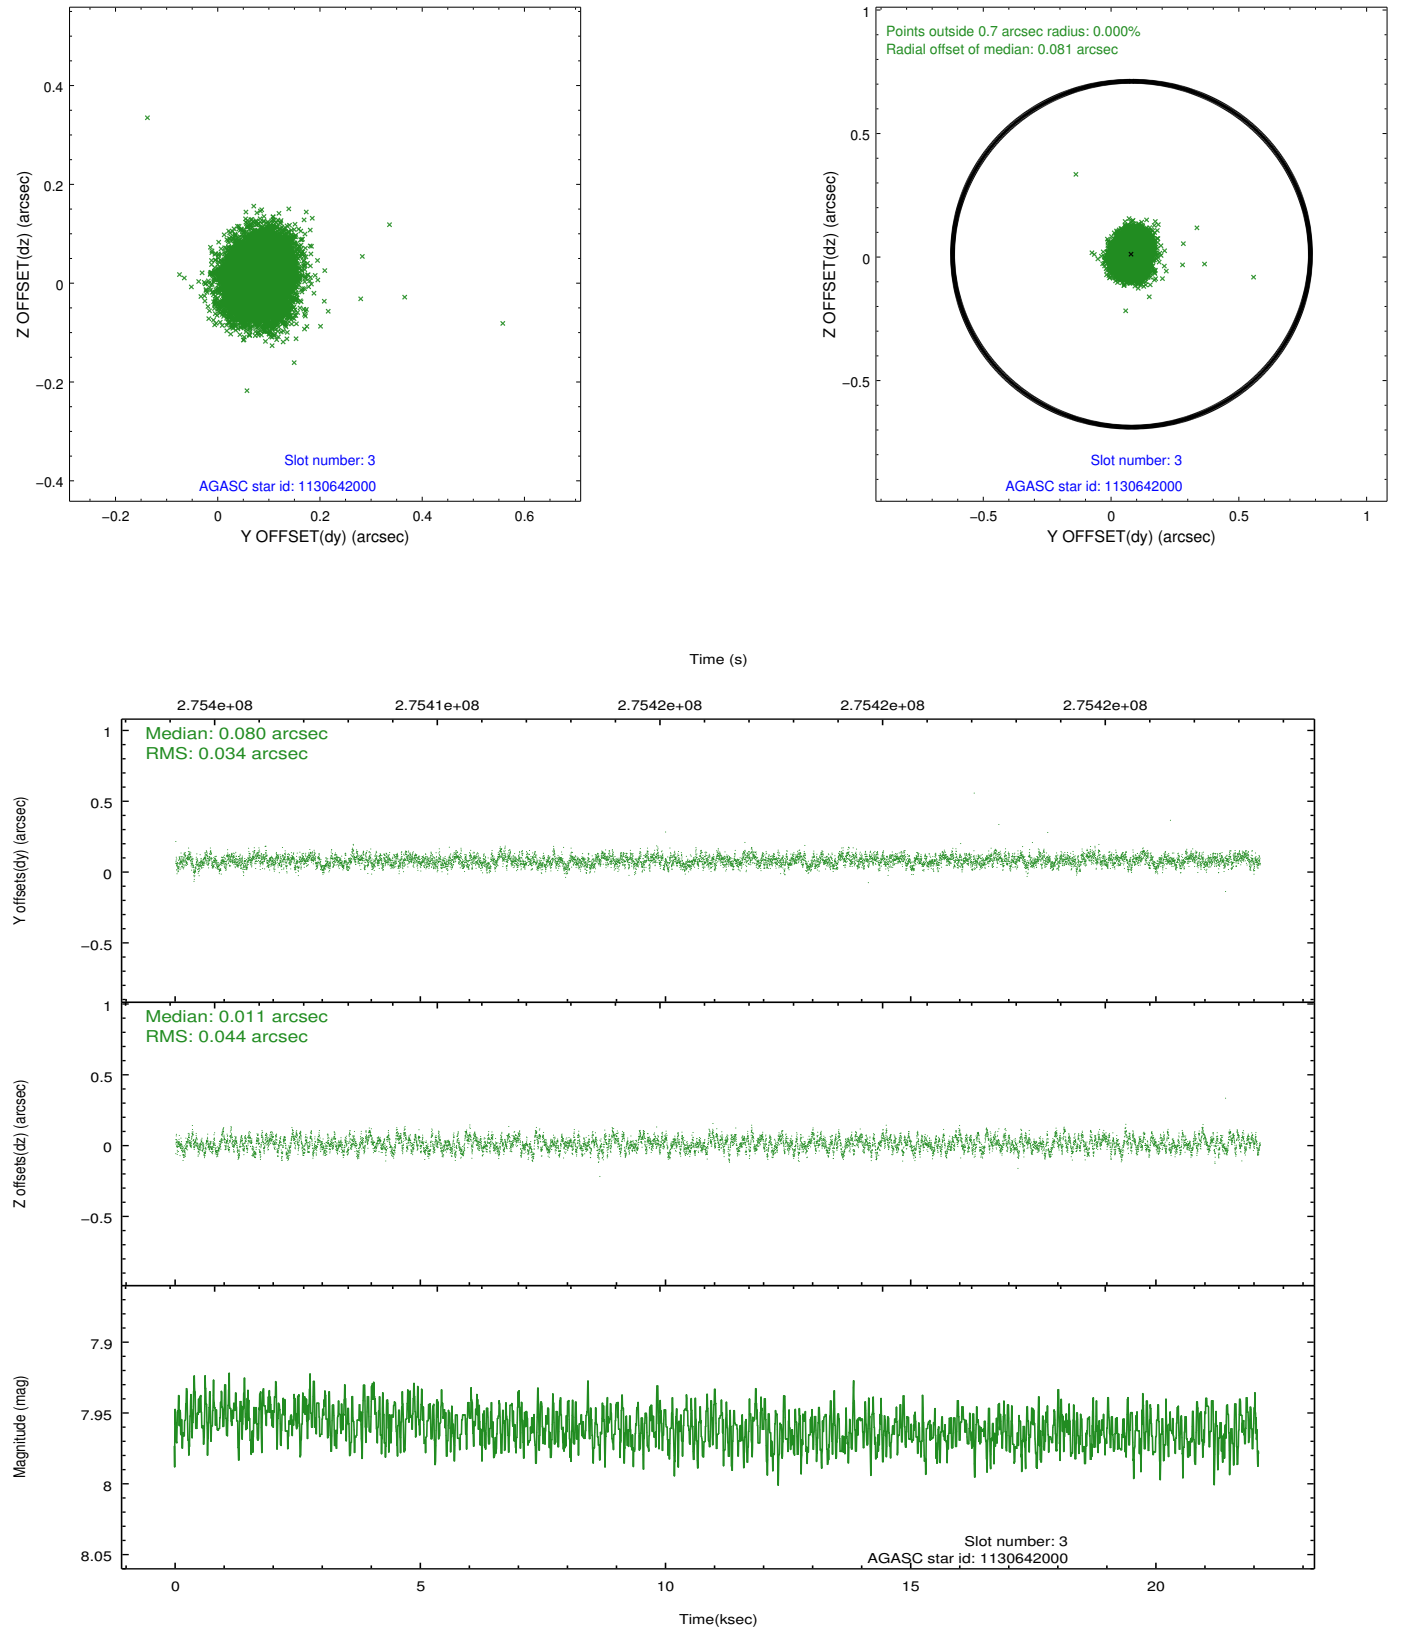 0.4
0.2
0
−0.2
−0.4
Z OFFSET(dz) (arcsec)
Slot number: 3
AGASC star id: 1130642000
−0.2 0 0.2 0.4 0.6
Y OFFSET(dy) (arcsec)
1
0.5
0
−0.5
Z OFFSET(dz) (arcsec)
Points outside 0.7 arcsec radius: 0.000%
Radial offset of median: 0.081 arcsec
Slot number: 3
AGASC star id: 1130642000
−0.5 0 0.5 1
Y OFFSET(dy) (arcsec)
Time (s)
2.754e+08 2.7541e+08 2.7542e+08 2.7542e+08 2.7542e+08
Median: 0.080 arcsec
RMS: 0.034 arcsec
1
0.5
0
−0.5
Y offsets(dy) (arcsec)
Median: 0.011 arcsec
RMS: 0.044 arcsec
1
0.5
0
−0.5
Z offsets(dz) (arcsec)
7.9
7.95
8
8.05
Magnitude (mag)
Slot number: 3
AGASC star id: 1130642000
0 5 10 15 20
Time(ksec)